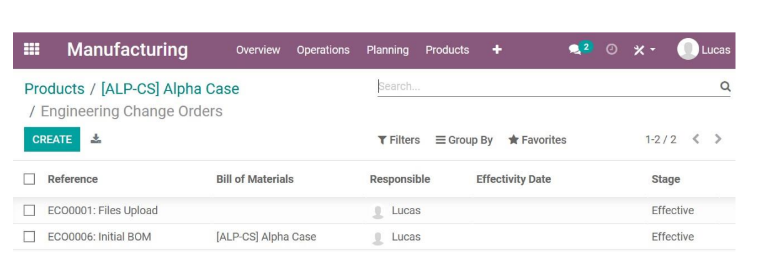 Manufacturing Overview Operations Planning Products + 2 Lucas
Products / [ALP-CS] Alpha Case Search...
/ Engineering Change Orders
CREATE Filters Group By Favorites 1-2 / 2
Reference Bill of Materials Responsible Effectivity Date Stage
ECO0001: Files Upload Lucas Effective
ECO0006: Initial BOM [ALP-CS] Alpha Case Lucas Effective